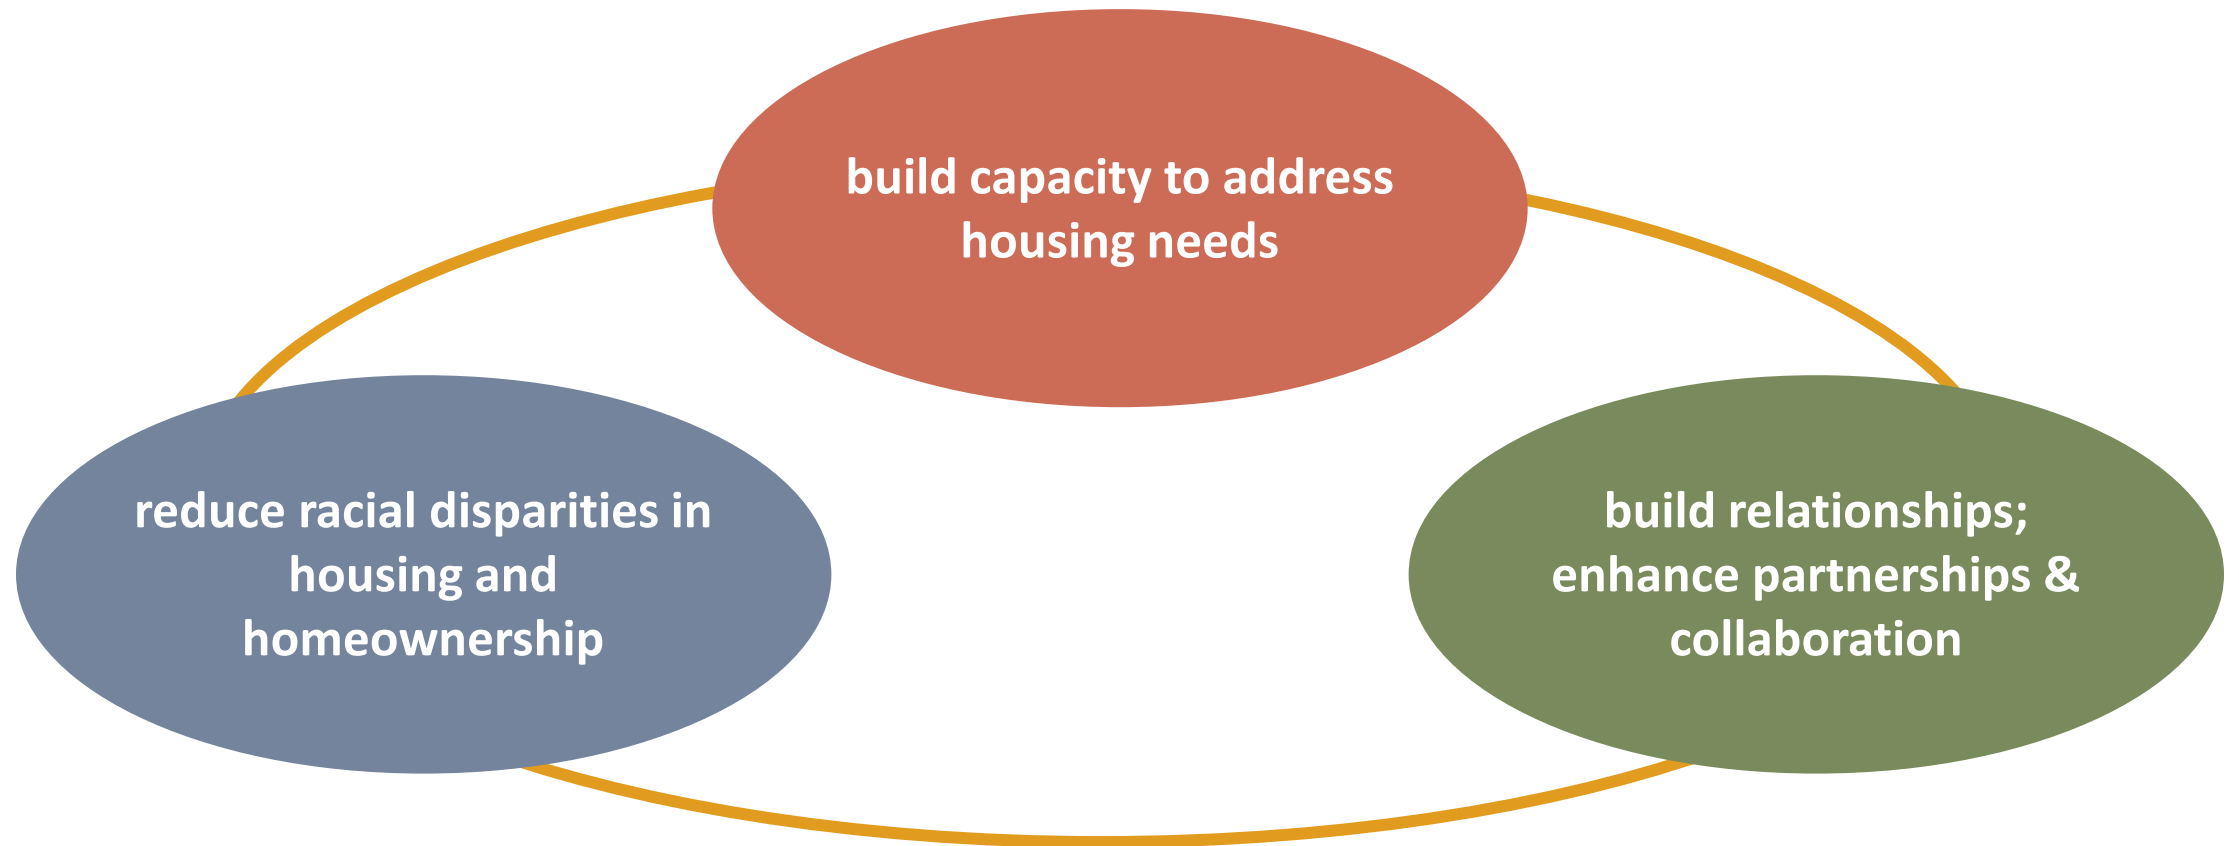 build capacity to address
housing needs
reduce racial disparities in
housing and
homeownership
build relationships;
enhance partnerships &
collaboration